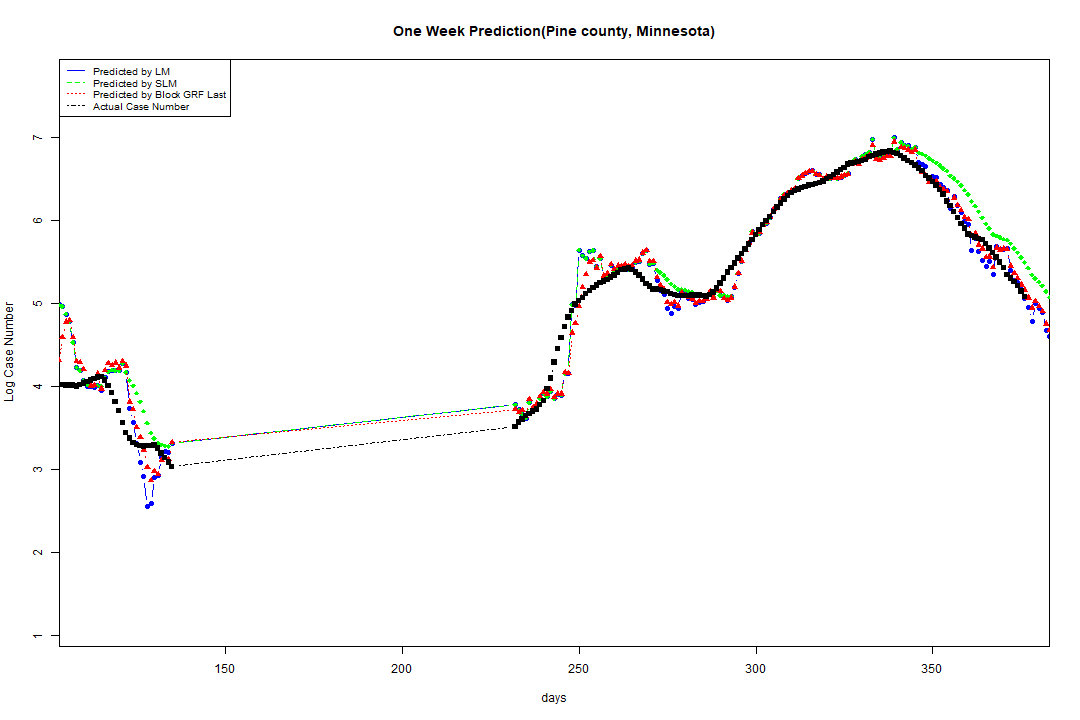 One Week Prediction(Pine county, Minnesota)
Predicted by LM
Predicted by SLM
Predicted by Block GRF Last
Actual Case Number
Log Case Number
7
6
5
4
3
2
1
150 200 250 300 350
days